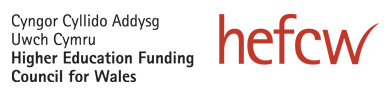 Cyngor Cyllido Addysg
Uwch Cymru
Higher Education Funding
Council for Wales
hefcw